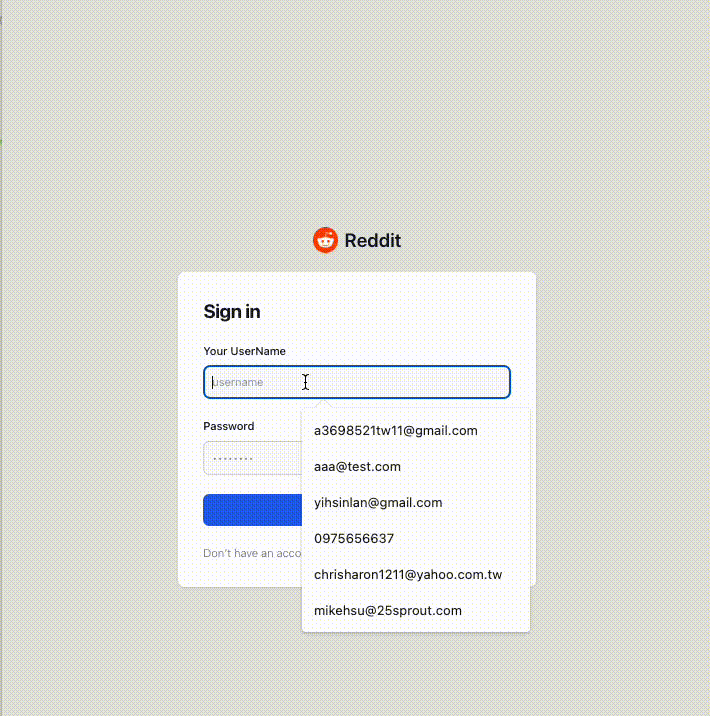 Reddit
Sign in
Your UserName
username
a3698521tw11@gmail.com
Password
aaa@test.com
yihsinlan@gmail.com
0975656637
Don't have an acco
chrisharon1211@yahoo.com.tw
mikehsu@25sprout.com